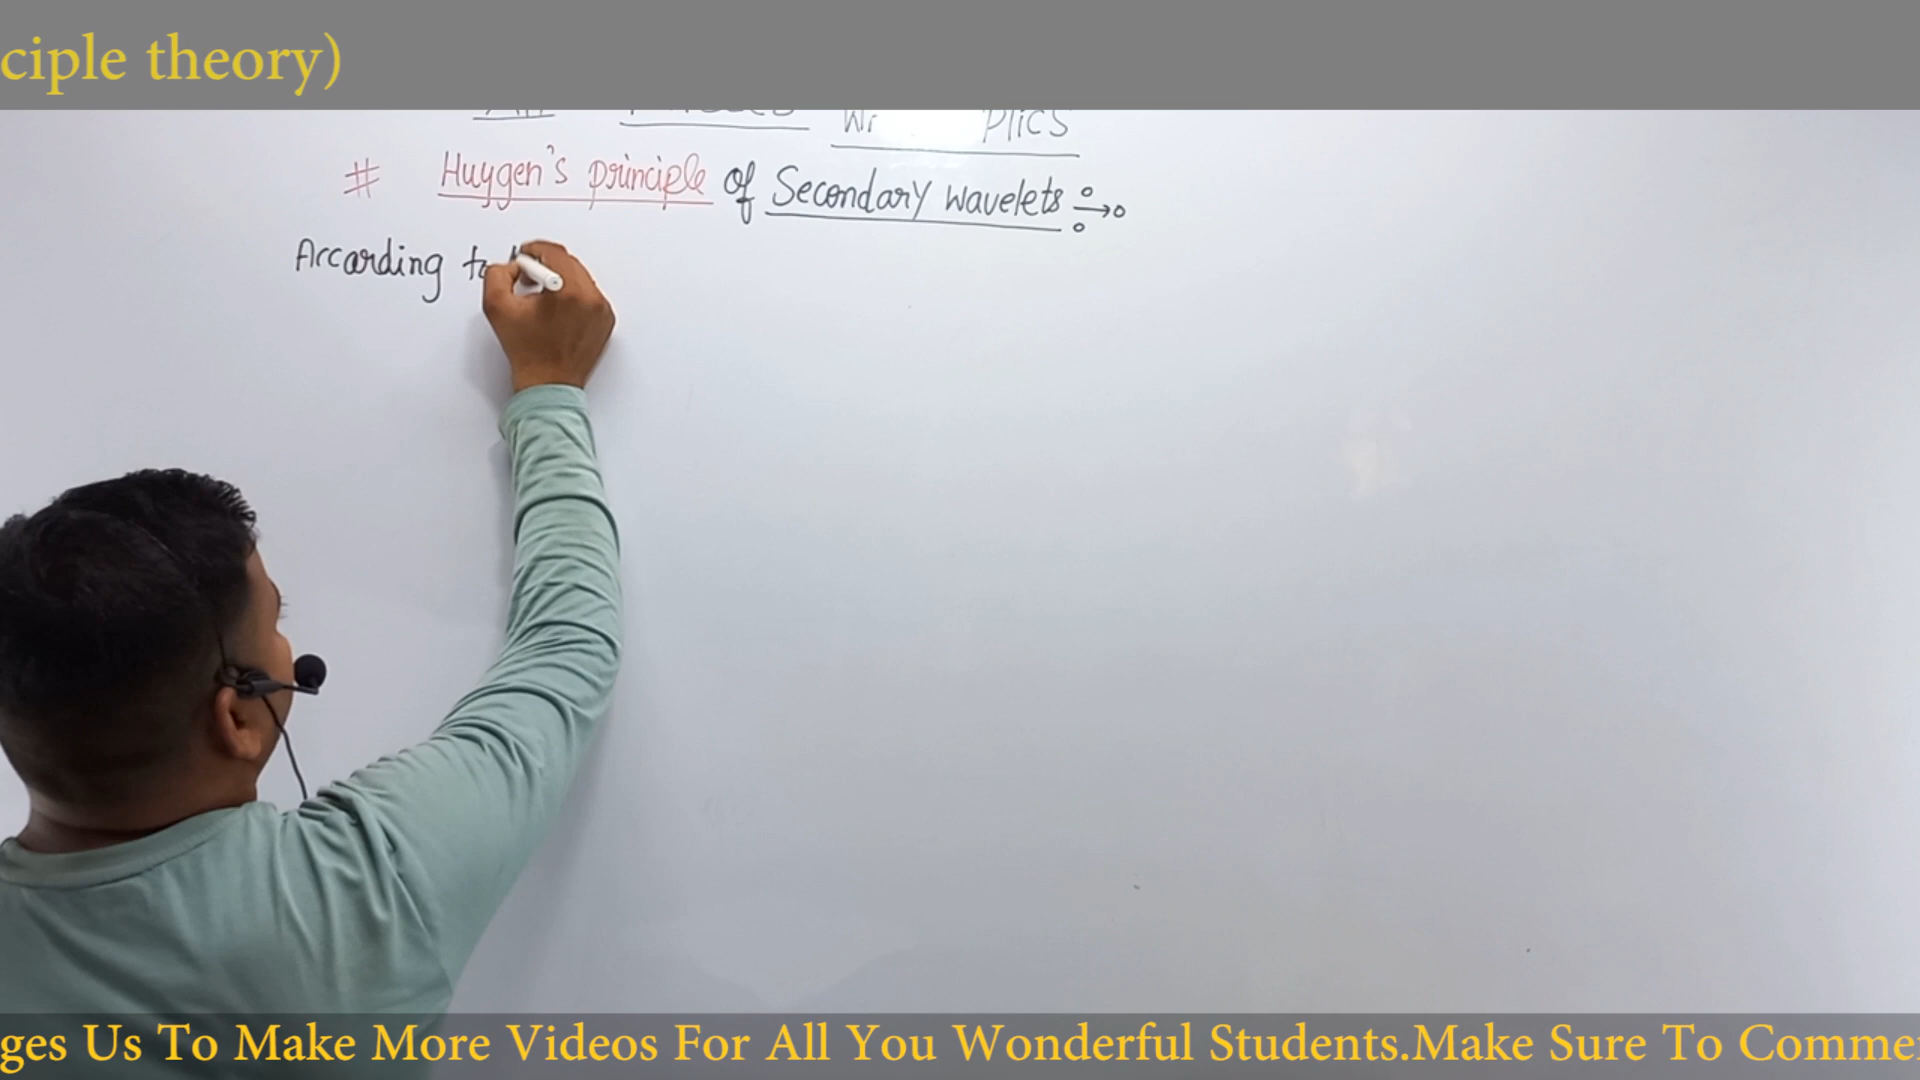 ciple theory)
# Huygen's principle of Secondary wavelets
According to
ges Us To Make More Videos For All You Wonderful Students.Make Sure To Comme